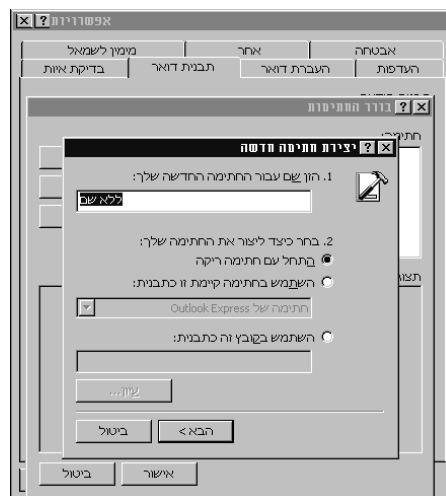 אפשרויות
אבטחה
אחר
מימין לשמאל
העדפות
העברת דואר
תבנית דואר
בדיקת איות
בורר החתימות
חתימה:
יצירת חתימה חדשה
1. הזן שם עבור החתימה החדשה שלך:
ללא שם
2. בחר כיצד ליצור את החתימה שלך:
התחל עם חתימה ריקה
השתמש בחתימה קיימת זו כתבנית:
חתימה של Outlook Express
השתמש בקובץ זה כתבנית:
עיון...
הבא >
ביטול
אישור
ביטול